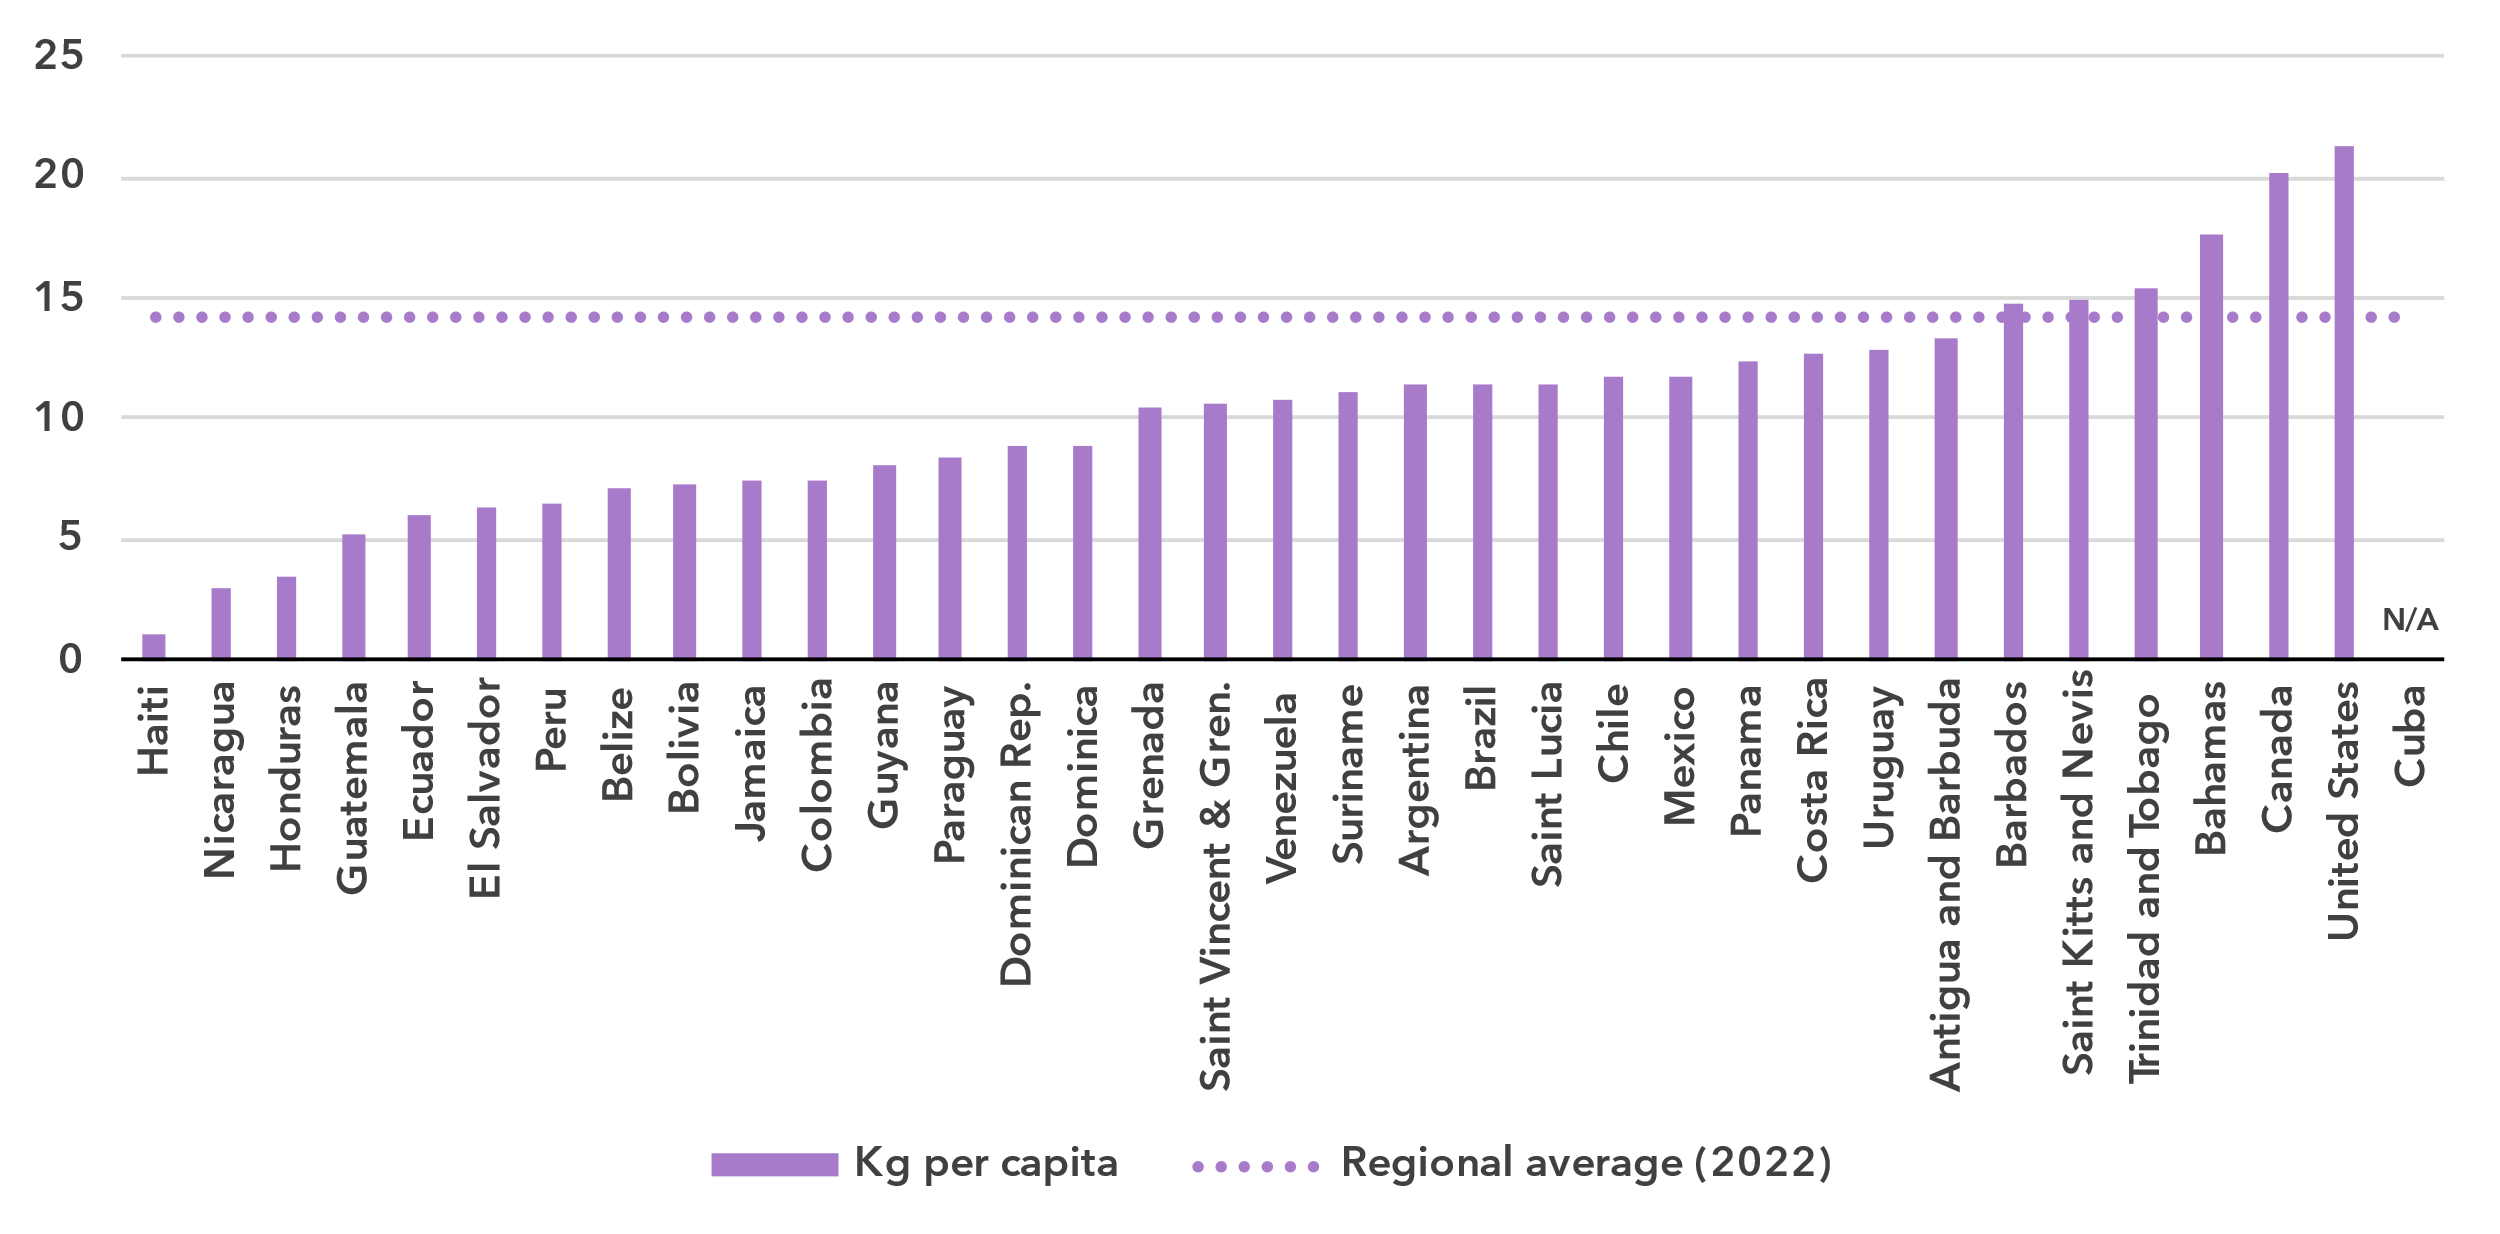 25
20
15
10
5
0
N/A
Haiti
Nicaragua
Honduras
Guatemala
Ecuador
El Salvador
Peru
Belize
Bolivia
Jamaica
Colombia
Guyana
Paraguay
Dominican Rep.
Dominica
Grenada
Saint Vincent & Gren.
Venezuela
Suriname
Argentina
Brazil
Saint Lucia
Chile
Mexico
Panama
Costa Rica
Uruguay
Antigua and Barbuda
Barbados
Saint Kitts and Nevis
Trinidad and Tobago
Bahamas
Canada
United States
Cuba
Kg per capita
Regional average (2022)